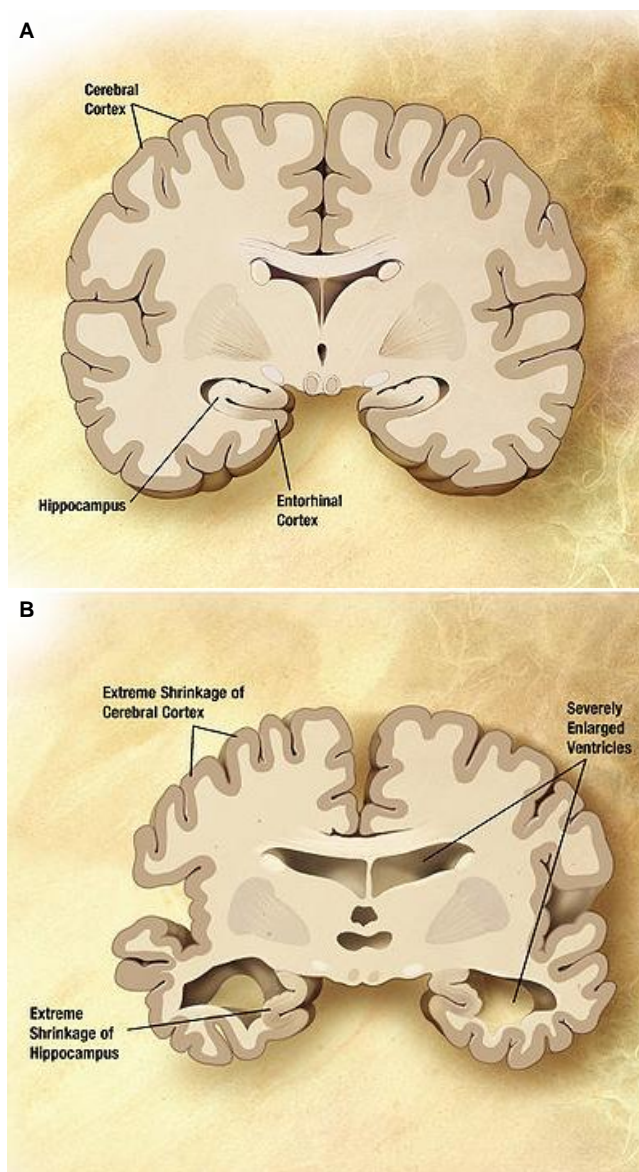 A
Cerebral
Cortex
Hippocampus
Entorhinal
Cortex
B
Extreme Shrinkage of
Cerebral Cortex
Severely
Enlarged
Ventricles
Extreme
Shrinkage of
Hippocampus